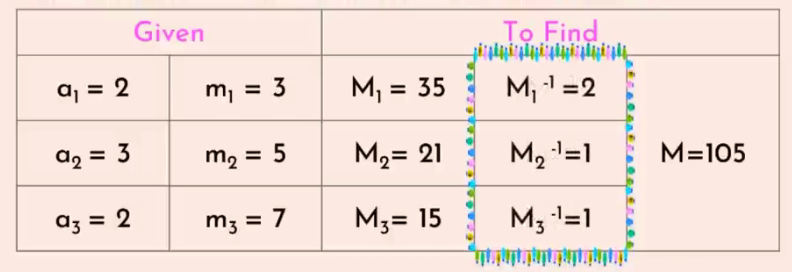 Given To Find
a₁ = 2 m₁ = 3 M₁ = 35 M₁⁻¹ =2
a₂ = 3 m₂ = 5 M₂= 21 M₂⁻¹=1 M=105
a₃ = 2 m₃ = 7 M₃= 15 M₃⁻¹=1